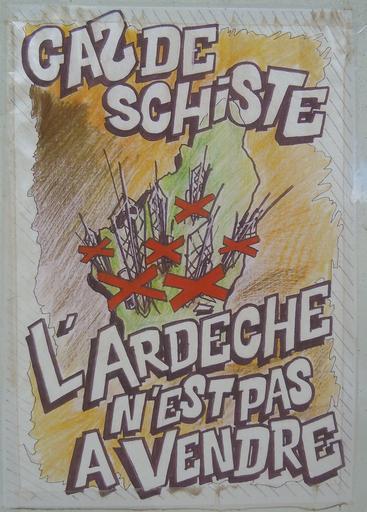 GAZ DE
SCHiSTE
L'ARDECHE
N'EST PAS
A VENDRE